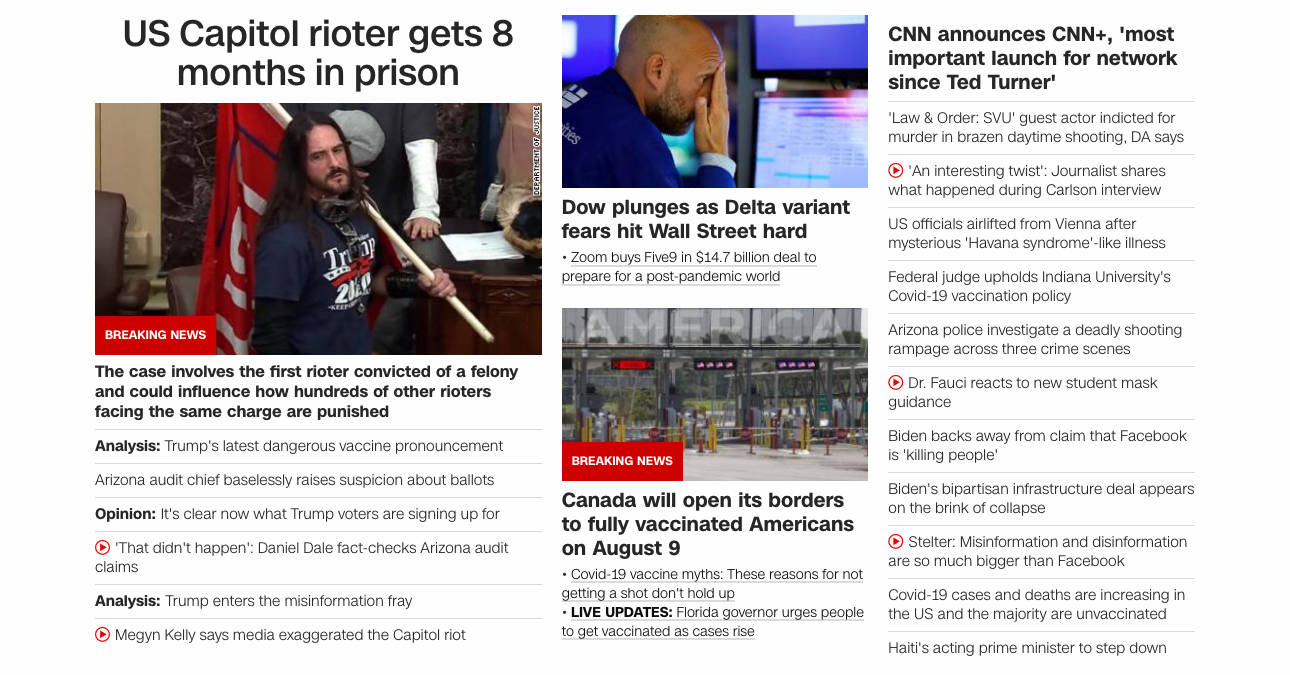 US Capitol rioter gets 8
months in prison
DEPARTMENT OF JUSTICE
Trump
BREAKING NEWS
The case involves the first rioter convicted of a felony
and could influence how hundreds of other rioters
facing the same charge are punished
Analysis: Trump's latest dangerous vaccine pronouncement
Arizona audit chief baselessly raises suspicion about ballots
Opinion: It's clear now what Trump voters are signing up for
'That didn't happen': Daniel Dale fact-checks Arizona audit
claims
Analysis: Trump enters the misinformation fray
Megyn Kelly says media exaggerated the Capitol riot
Dow plunges as Delta variant
fears hit Wall Street hard
• Zoom buys Five9 in $14.7 billion deal to
prepare for a post-pandemic world
AMERICA
BREAKING NEWS
Canada will open its borders
to fully vaccinated Americans
on August 9
• Covid-19 vaccine myths: These reasons for not
getting a shot don't hold up
• LIVE UPDATES: Florida governor urges people
to get vaccinated as cases rise
CNN announces CNN+, 'most
important launch for network
since Ted Turner'
'Law & Order: SVU' guest actor indicted for
murder in brazen daytime shooting, DA says
'An interesting twist': Journalist shares
what happened during Carlson interview
US officials airlifted from Vienna after
mysterious 'Havana syndrome'-like illness
Federal judge upholds Indiana University's
Covid-19 vaccination policy
Arizona police investigate a deadly shooting
rampage across three crime scenes
Dr. Fauci reacts to new student mask
guidance
Biden backs away from claim that Facebook
is 'killing people'
Biden's bipartisan infrastructure deal appears
on the brink of collapse
Stelter: Misinformation and disinformation
are so much bigger than Facebook
Covid-19 cases and deaths are increasing in
the US and the majority are unvaccinated
Haiti's acting prime minister to step down